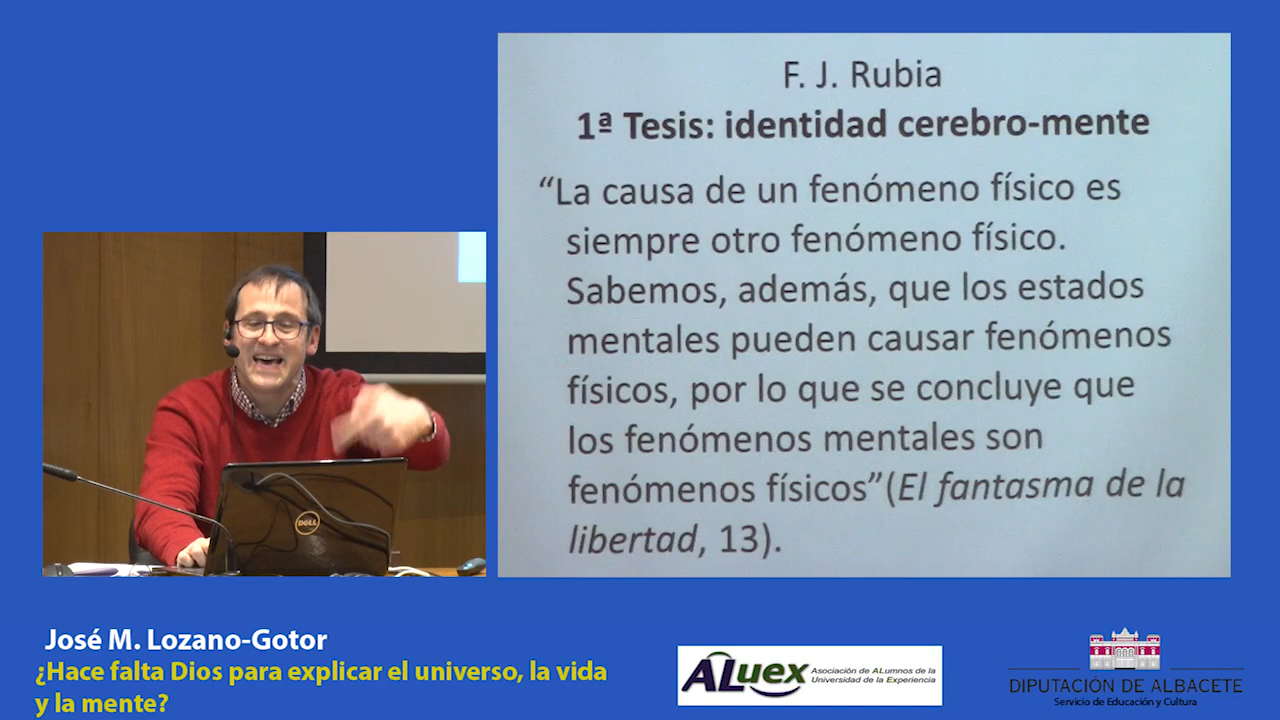 F. J. Rubia
1ª Tesis: identidad cerebro-mente
“La causa de un fenómeno físico es
siempre otro fenómeno físico.
Sabemos, además, que los estados
mentales pueden causar fenómenos
físicos, por lo que se concluye que
los fenómenos mentales son
fenómenos físicos”(El fantasma de la
libertad, 13).
DELL
José M. Lozano-Gotor
¿Hace falta Dios para explicar el universo, la vida
y la mente?
ALuex
Asociación de ALumnos de la
Universidad de la Experiencia
DIPUTACIÓN DE ALBACETE
Servicio de Educación y Cultura